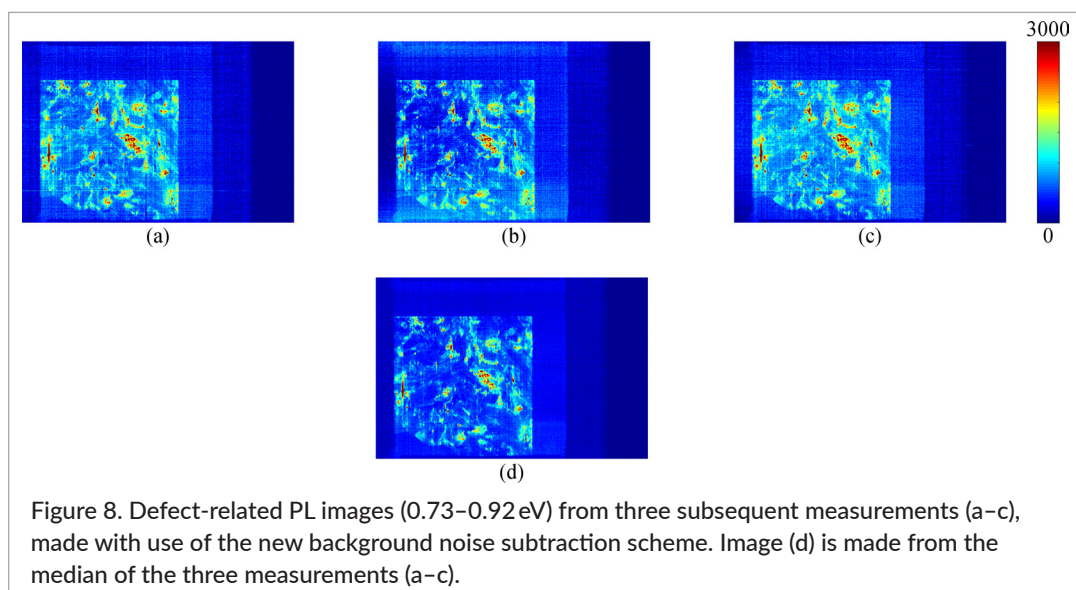 3000
(a)
(b)
(c)
0
(d)
Figure 8. Defect-related PL images (0.73–0.92 eV) from three subsequent measurements (a–c),
made with use of the new background noise subtraction scheme. Image (d) is made from the
median of the three measurements (a–c).